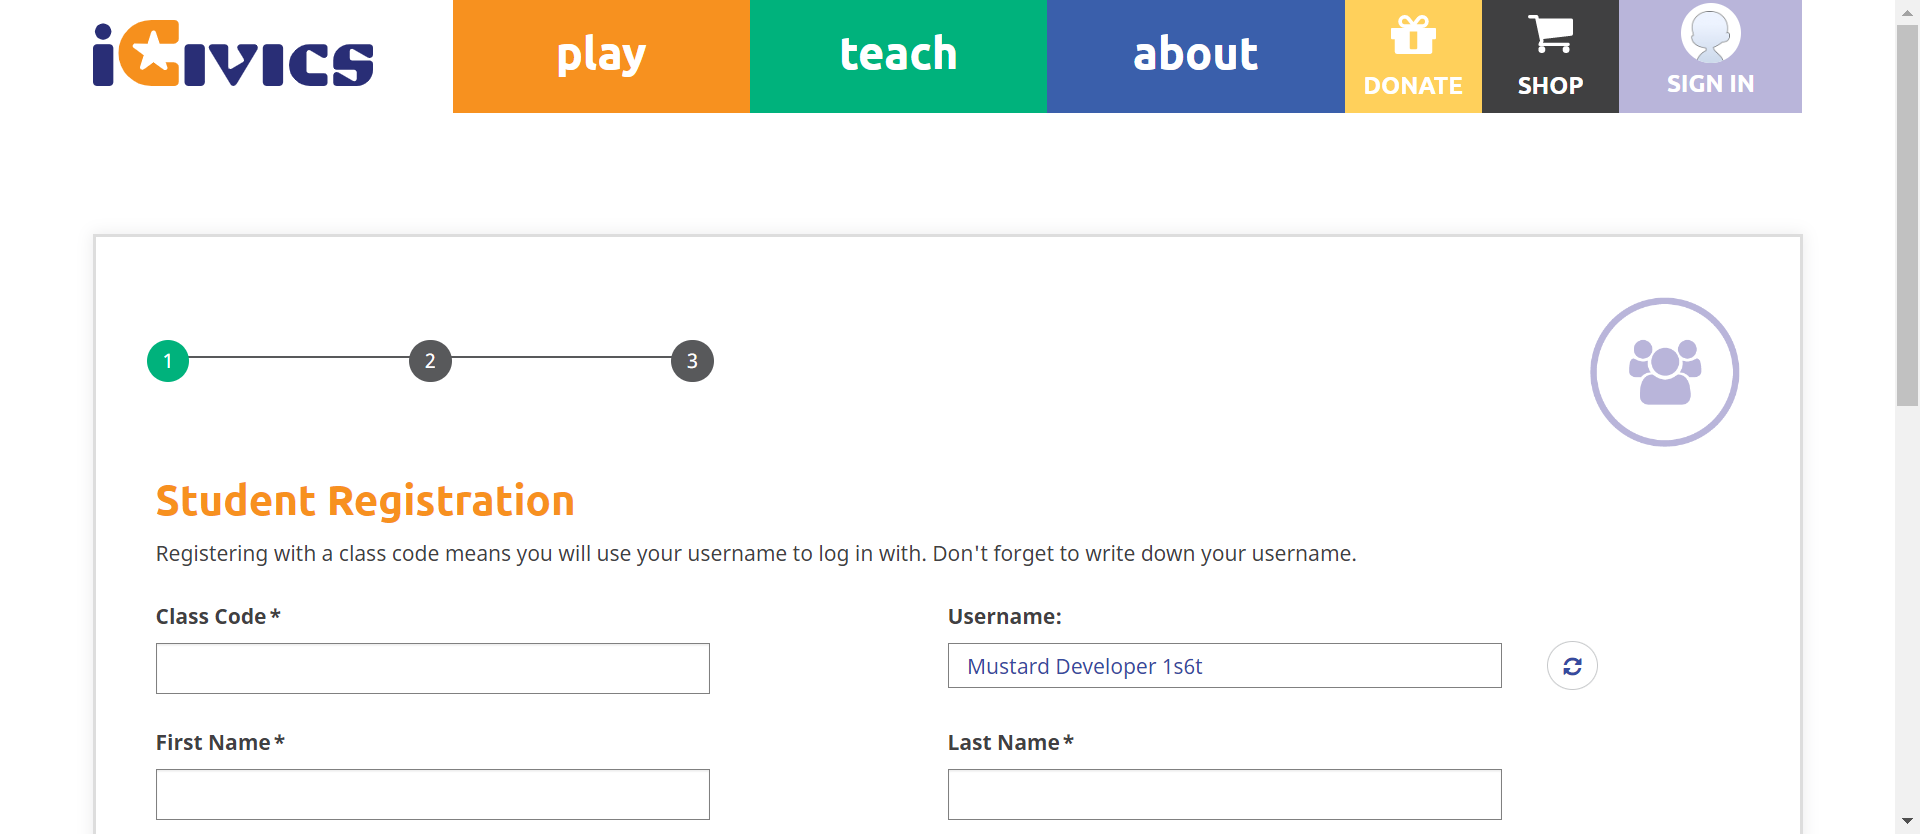 iCivics
play
teach
about
DONATE
SHOP
SIGN IN
1
2
3
Student Registration
Registering with a class code means you will use your username to log in with. Don't forget to write down your username.
Class Code*
Username:
Mustard Developer 1s6t
First Name*
Last Name*